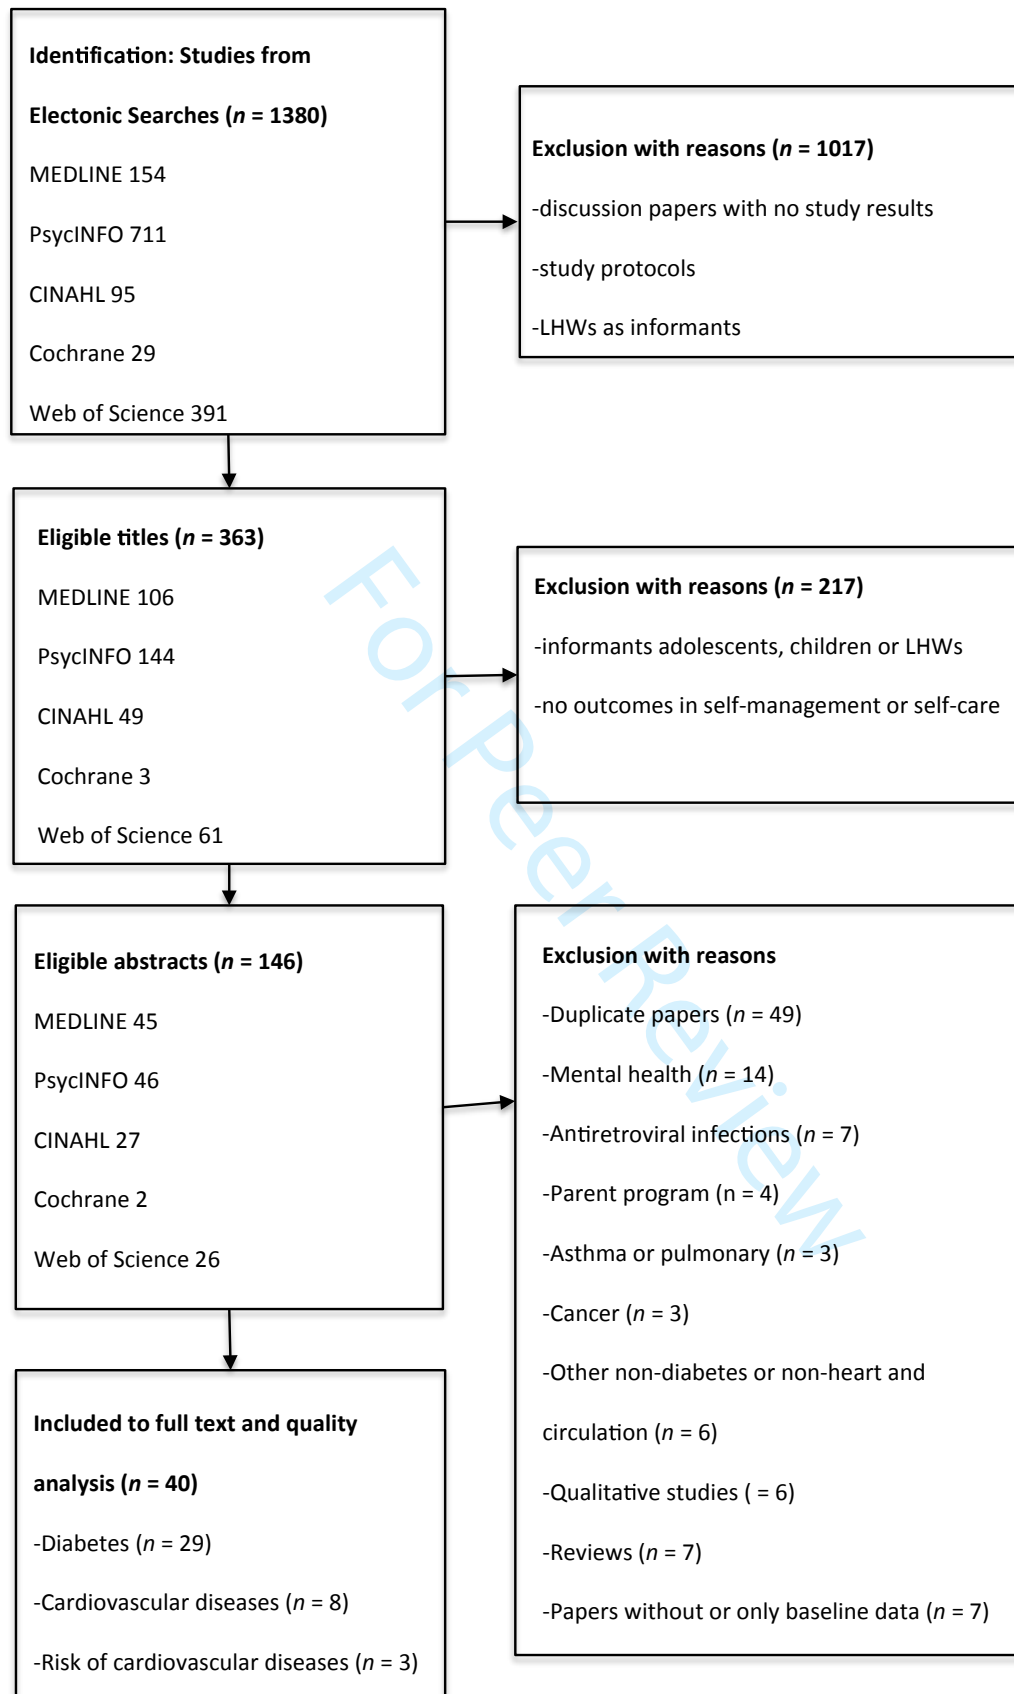 Identification: Studies from
Electonic Searches (n = 1380)
MEDLINE 154
PsycINFO 711
CINAHL 95
Cochrane 29
Web of Science 391
Exclusion with reasons (n = 1017)
-discussion papers with no study results
-study protocols
-LHWs as informants
Eligible titles (n = 363)
MEDLINE 106
PsycINFO 144
CINAHL 49
Cochrane 3
Web of Science 61
Exclusion with reasons (n = 217)
-informants adolescents, children or LHWs
-no outcomes in self-management or self-care
Eligible abstracts (n = 146)
MEDLINE 45
PsycINFO 46
CINAHL 27
Cochrane 2
Web of Science 26
Exclusion with reasons
-Duplicate papers (n = 49)
-Mental health (n = 14)
-Antiretroviral infections (n = 7)
-Parent program (n = 4)
-Asthma or pulmonary (n = 3)
-Cancer (n = 3)
-Other non-diabetes or non-heart and
circulation (n = 6)
-Qualitative studies ( = 6)
-Reviews (n = 7)
-Papers without or only baseline data (n = 7)
Included to full text and quality
analysis (n = 40)
-Diabetes (n = 29)
-Cardiovascular diseases (n = 8)
-Risk of cardiovascular diseases (n = 3)
For Peer Review